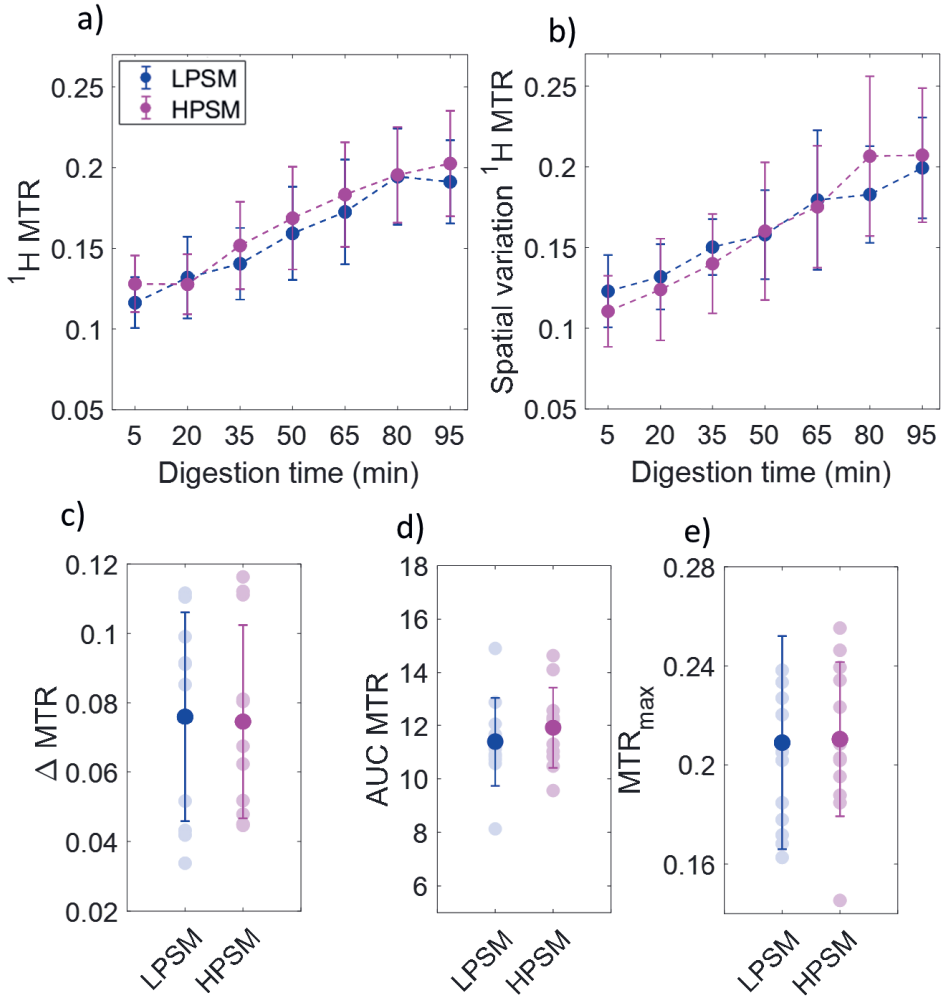 a)
¹H MTR
0.25
0.2
0.15
0.1
0.05
LPSM
HPSM
5 20 35 50 65 80 95
Digestion time (min)
b)
Spatial variation ¹H MTR
0.25
0.2
0.15
0.1
0.05
5 20 35 50 65 80 95
Digestion time (min)
c)
Δ MTR
0.12
0.1
0.08
0.06
0.04
0.02
LPSM
HPSM
d)
AUC MTR
18
16
14
12
10
8
6
LPSM
HPSM
e)
MTRmax
0.28
0.24
0.2
0.16
LPSM
HPSM